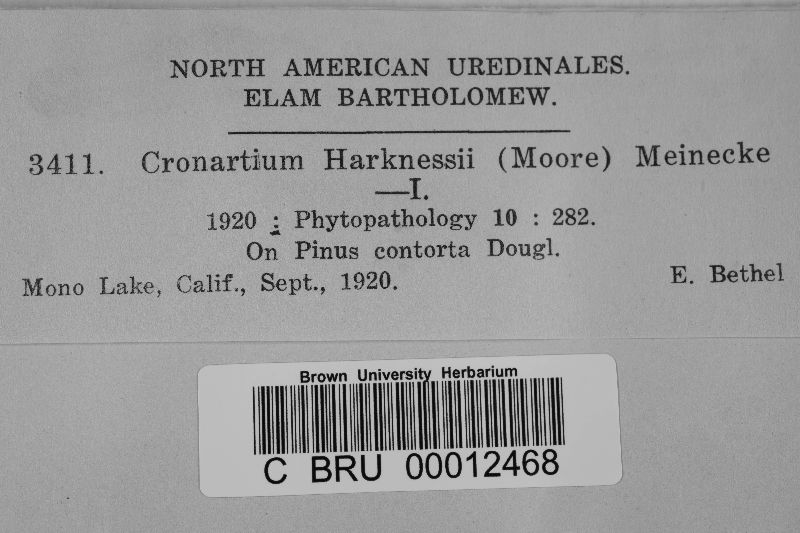 NORTH AMERICAN UREDINALES.
ELAM BARTHOLOMEW.
3411. Cronartium Harknessii (Moore) Meinecke
—I.
1920 : Phytopathology 10 : 282.
On Pinus contorta Dougl.
Mono Lake, Calif., Sept., 1920. E. Bethel
Brown University Herbarium
C BRU 00012468